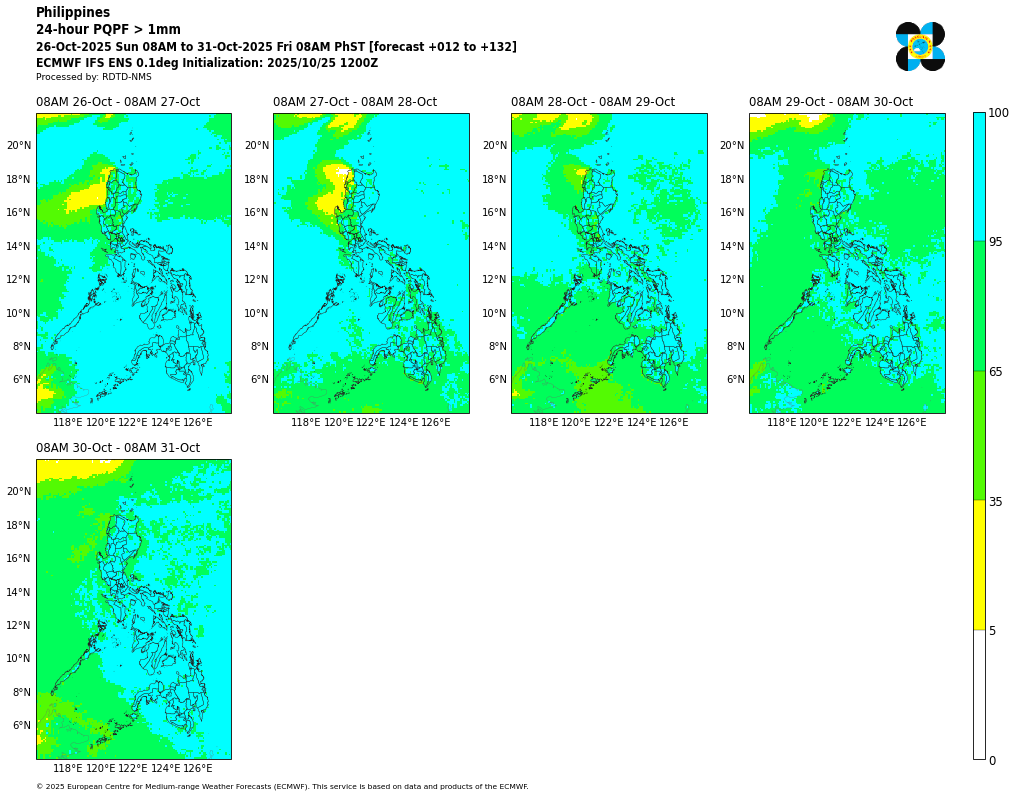 Philippines
24-hour PQPF > 1mm
26-Oct-2025 Sun 08AM to 31-Oct-2025 Fri 08AM PhST [forecast +012 to +132]
ECMWF IFS ENS 0.1deg Initialization: 2025/10/25 1200Z
Processed by: RDTD-NMS
08AM 26-Oct - 08AM 27-Oct
08AM 27-Oct - 08AM 28-Oct
08AM 28-Oct - 08AM 29-Oct
08AM 29-Oct - 08AM 30-Oct
20°N 20°N 20°N 20°N
18°N 18°N 18°N 18°N
16°N 16°N 16°N 16°N
14°N 14°N 14°N 14°N
12°N 12°N 12°N 12°N
10°N 10°N 10°N 10°N
8°N 8°N 8°N 8°N
6°N 6°N 6°N 6°N
118°E 120°E 122°E 124°E 126°E
118°E 120°E 122°E 124°E 126°E
118°E 120°E 122°E 124°E 126°E
118°E 120°E 122°E 124°E 126°E
100
95
65
35
5
0
08AM 30-Oct - 08AM 31-Oct
20°N
18°N
16°N
14°N
12°N
10°N
8°N
6°N
118°E 120°E 122°E 124°E 126°E
© 2025 European Centre for Medium-range Weather Forecasts (ECMWF). This service is based on data and products of the ECMWF.